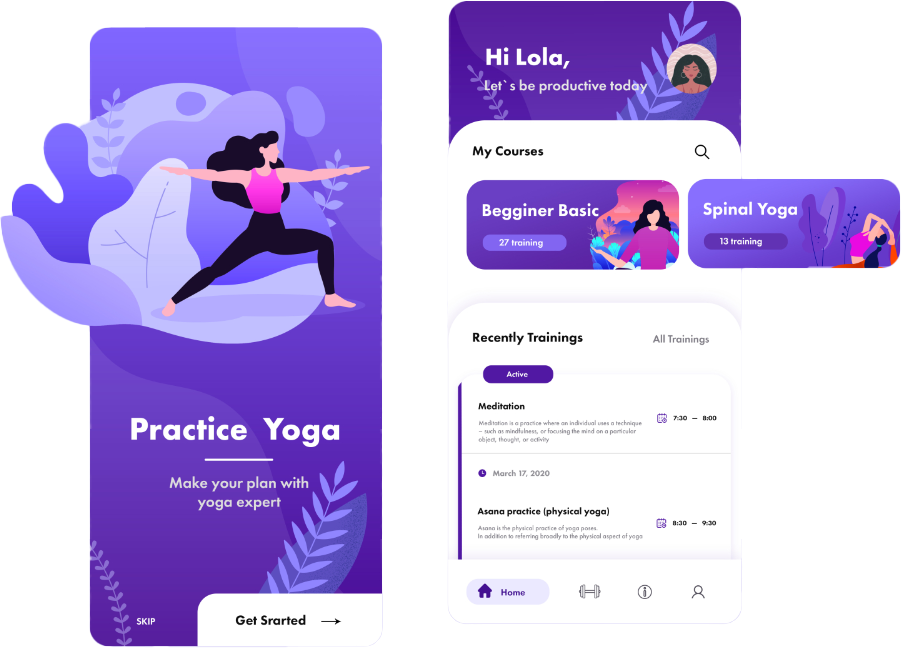 Practice Yoga
Make your plan with
yoga expert
SKIP
Get Srarted
Hi Lola,
Let`s be productive today
My Courses
Begginer Basic
27 training
Spinal Yoga
13 training
Recently Trainings
All Trainings
Active
Meditation
7:30 – 8:00
Meditation is a practice where an individual uses a technique
– such as mindfulness, or focusing the mind on a particular
object, thought, or activity
March 17, 2020
Asana practice (physical yoga)
8:30 – 9:30
Asana is the physical practice of yoga poses.
In addition to referring broadly to the physical aspect of yoga
Home